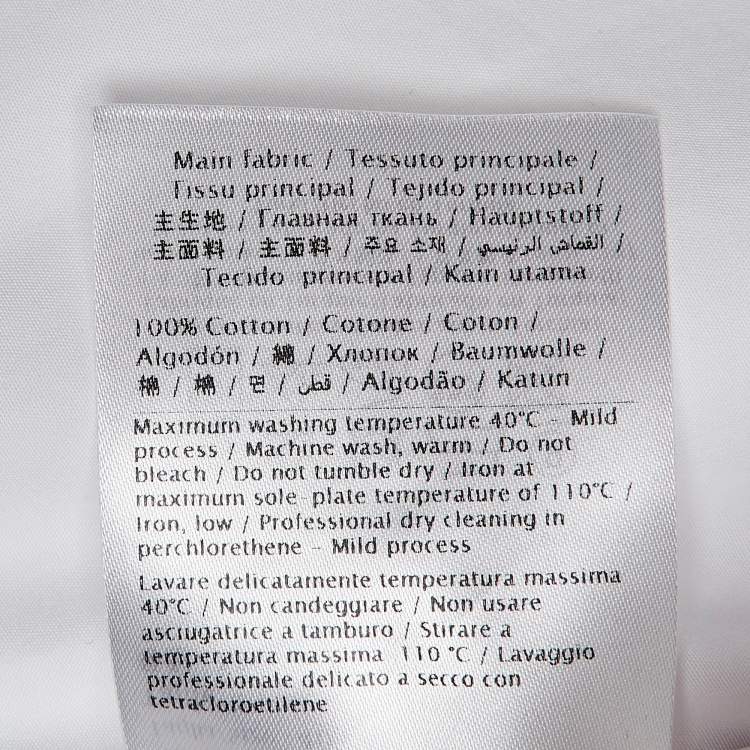 Main fabric / Tessuto principale /
Tissu principal / Tejido principal /
主生地 / Главная ткань / Hauptstoff /
主面料 / 主面料 / 주요 소재 / القماش الرئيسي /
Tecido principal / Kain utama
100% Cotton / Cotone / Coton /
Algodón / 綿 / Хлопок / Baumwolle /
棉 / 棉 / 면 / قطن / Algodão / Katun
Maximum washing temperature 40°C - Mild
process / Machine wash, warm / Do not
bleach / Do not tumble dry / Iron at
maximum sole-plate temperature of 110°C /
Iron, low / Professional dry cleaning in
perchlorethene - Mild process
Lavare delicatamente temperatura massima
40°C / Non candeggiare / Non usare
asciugatrice a tamburo / Stirare a
temperatura massima 110 °C / Lavaggio
professionale delicato a secco con
tetracloroetilene